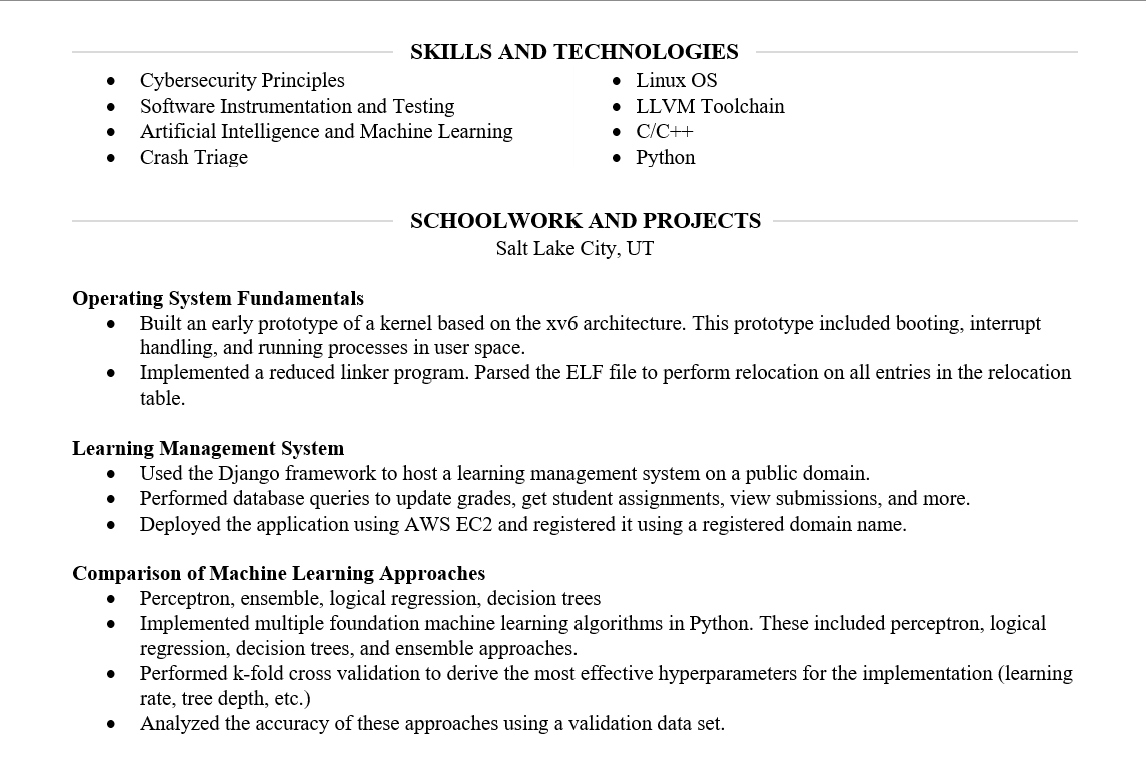 SKILLS AND TECHNOLOGIES
• Cybersecurity Principles
• Software Instrumentation and Testing
• Artificial Intelligence and Machine Learning
• Crash Triage
• Linux OS
• LLVM Toolchain
• C/C++
• Python
SCHOOLWORK AND PROJECTS
Salt Lake City, UT
Operating System Fundamentals
• Built an early prototype of a kernel based on the xv6 architecture. This prototype included booting, interrupt
handling, and running processes in user space.
• Implemented a reduced linker program. Parsed the ELF file to perform relocation on all entries in the relocation
table.
Learning Management System
• Used the Django framework to host a learning management system on a public domain.
• Performed database queries to update grades, get student assignments, view submissions, and more.
• Deployed the application using AWS EC2 and registered it using a registered domain name.
Comparison of Machine Learning Approaches
• Perceptron, ensemble, logical regression, decision trees
• Implemented multiple foundation machine learning algorithms in Python. These included perceptron, logical
regression, decision trees, and ensemble approaches.
• Performed k-fold cross validation to derive the most effective hyperparameters for the implementation (learning
rate, tree depth, etc.)
• Analyzed the accuracy of these approaches using a validation data set.